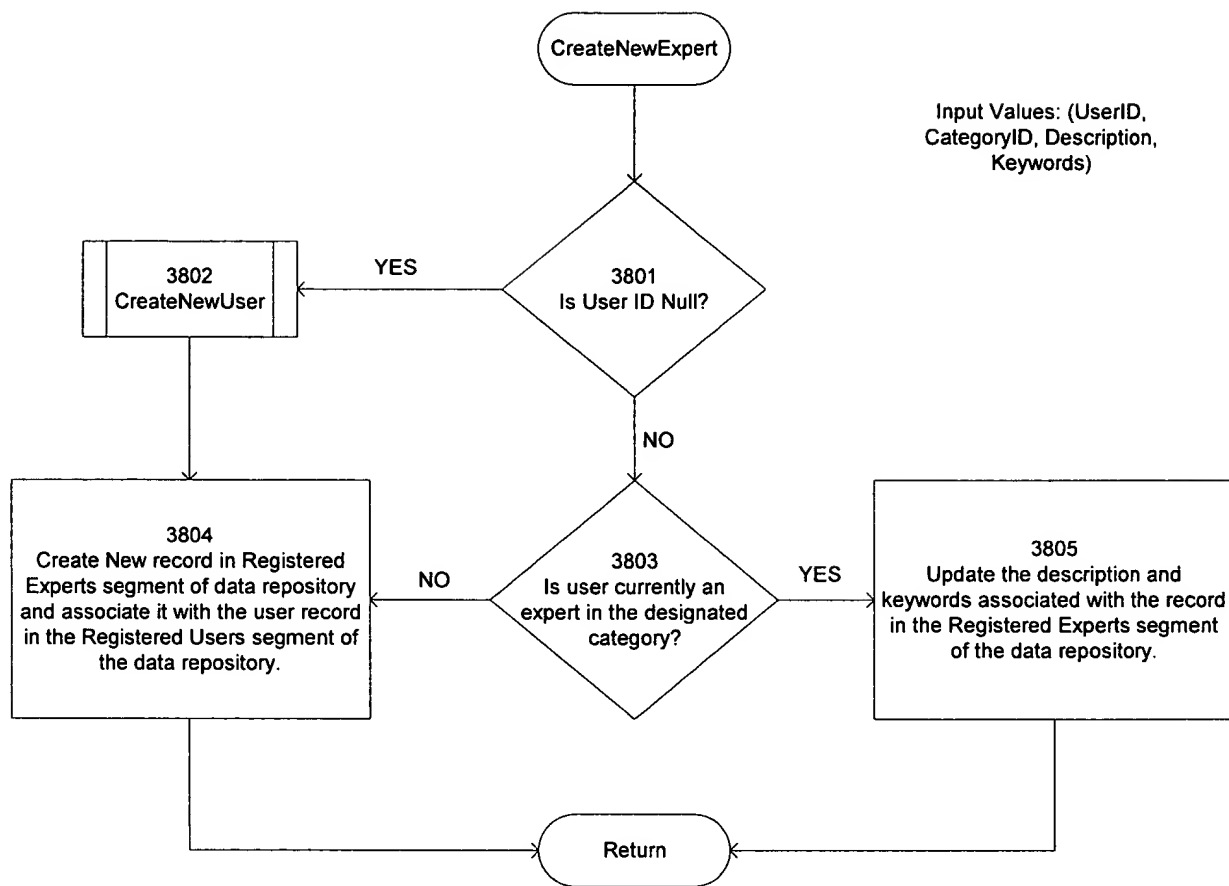 CreateNewExpert
Input Values: (UserID,
CategoryID, Description,
Keywords)
3802
CreateNewUser
YES
3801
Is User ID Null?
NO
3804
Create New record in Registered
Experts segment of data repository
and associate it with the user record
in the Registered Users segment of
the data repository.
NO
3803
Is user currently an
expert in the designated
category?
YES
3805
Update the description and
keywords associated with the record
in the Registered Experts segment
of the data repository.
Return